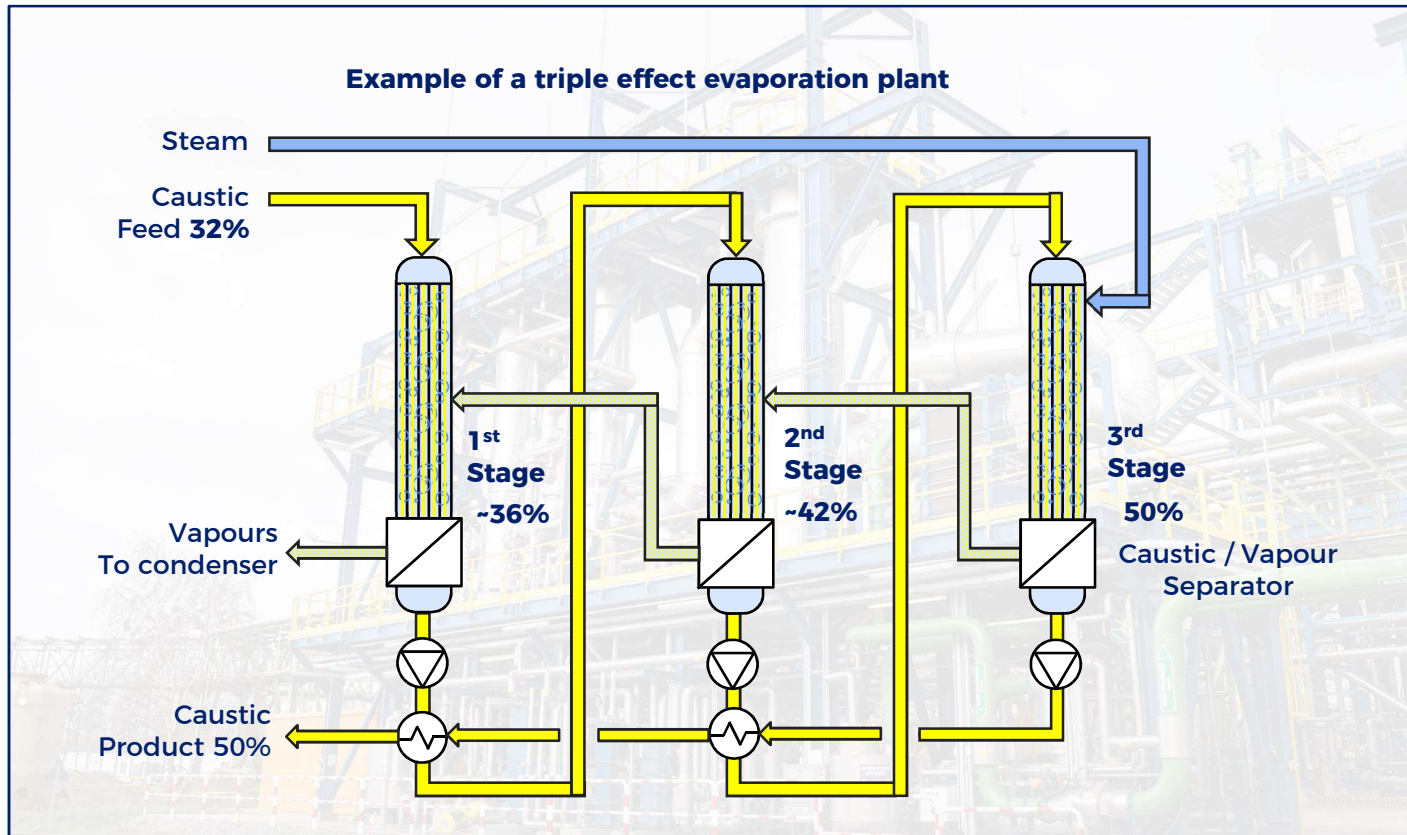 Example of a triple effect evaporation plant
Steam
Caustic
Feed 32%
1st
Stage
~36%
2nd
Stage
~42%
3rd
Stage
50%
Vapours
To condenser
Caustic / Vapour
Separator
Caustic
Product 50%